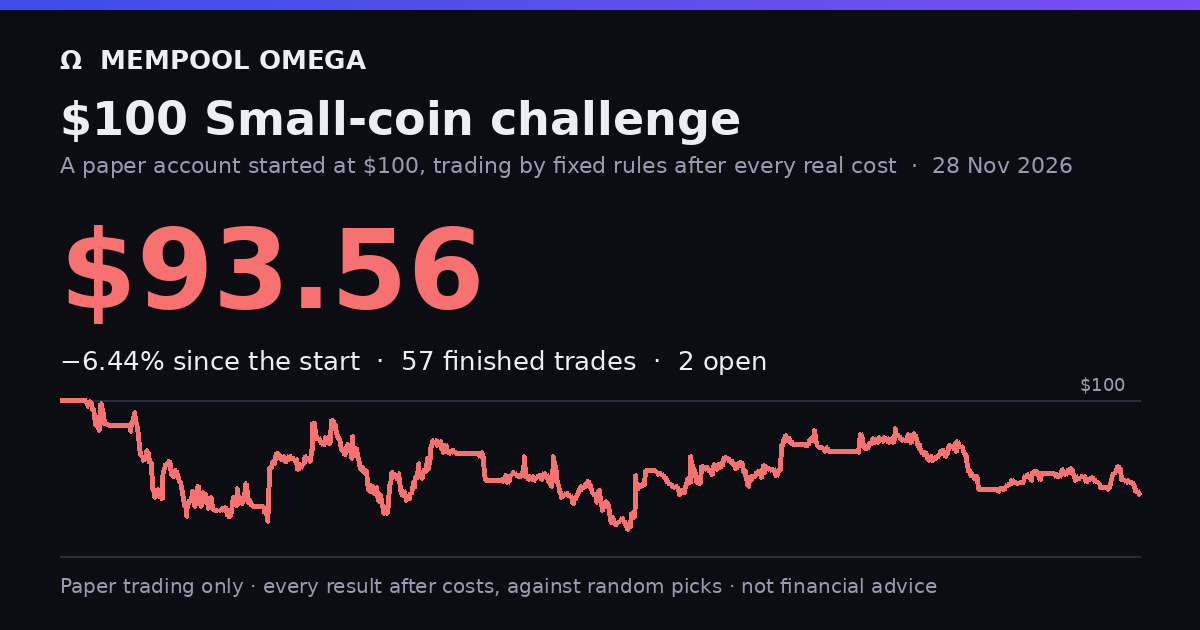 Ω MEMPOOL OMEGA
$100 Small-coin challenge
A paper account started at $100, trading by fixed rules after every real cost · 28 Nov 2026
$93.56
−6.44% since the start · 57 finished trades · 2 open
$100
Paper trading only · every result after costs, against random picks · not financial advice